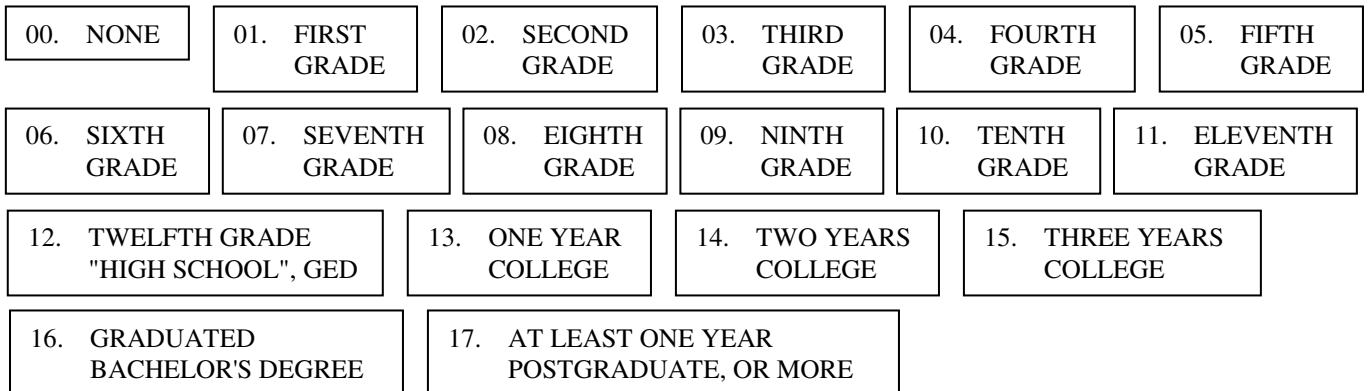 00. NONE
01. FIRST
GRADE
02. SECOND
GRADE
03. THIRD
GRADE
04. FOURTH
GRADE
05. FIFTH
GRADE
06. SIXTH
GRADE
07. SEVENTH
GRADE
08. EIGHTH
GRADE
09. NINTH
GRADE
10. TENTH
GRADE
11. ELEVENTH
GRADE
12. TWELFTH GRADE
"HIGH SCHOOL", GED
13. ONE YEAR
COLLEGE
14. TWO YEARS
COLLEGE
15. THREE YEARS
COLLEGE
16. GRADUATED
BACHELOR'S DEGREE
17. AT LEAST ONE YEAR
POSTGRADUATE, OR MORE